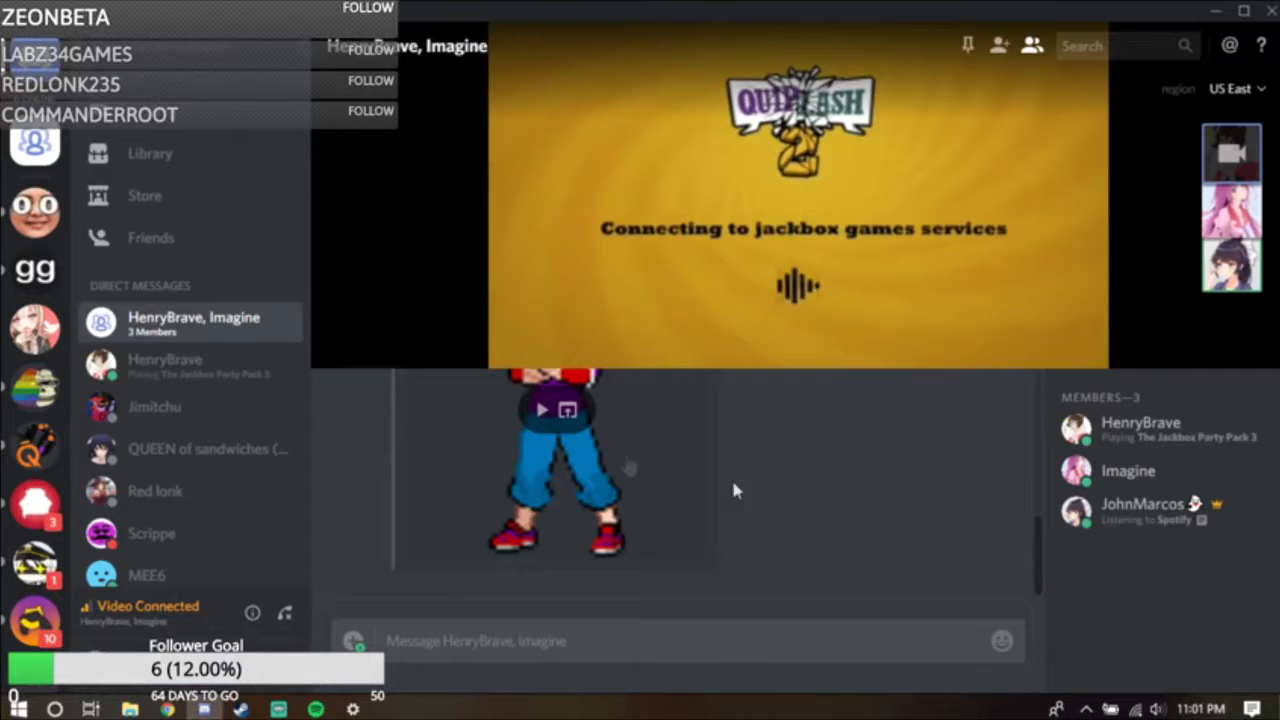 ZEONBETA
FOLLOW
LABZ34GAMES
FOLLOW
REDLONK235
FOLLOW
COMMANDERROOT
FOLLOW
HenryBrave, Imagine
Search
@
?
region US East
QUIPLASH
2
Connecting to jackbox games services
Library
Store
Friends
gg
DIRECT MESSAGES
HenryBrave, Imagine
3 Members
HenryBrave
Playing The Jackbox Party Pack 3
Jimitchu
QUEEN of sandwiches (...
Red lonk
Scrippe
MEE6
3
1
10
Video Connected
HenryBrave, Imagine
MEMBERS—3
HenryBrave
Playing The Jackbox Party Pack 3
Imagine
JohnMarcos
Listening to Spotify
Message HenryBrave, Imagine
Follower Goal
6 (12.00%)
0
64 DAYS TO GO
50
11:01 PM